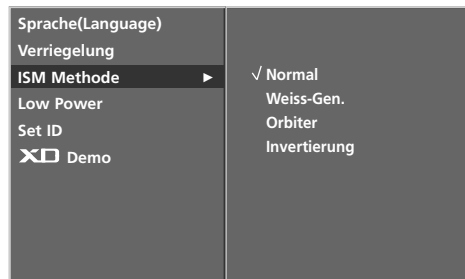 Sprache(Language)
Verriegelung
ISM Methode ►
Low Power
Set ID
XD Demo
√ Normal
Weiss-Gen.
Orbiter
Invertierung